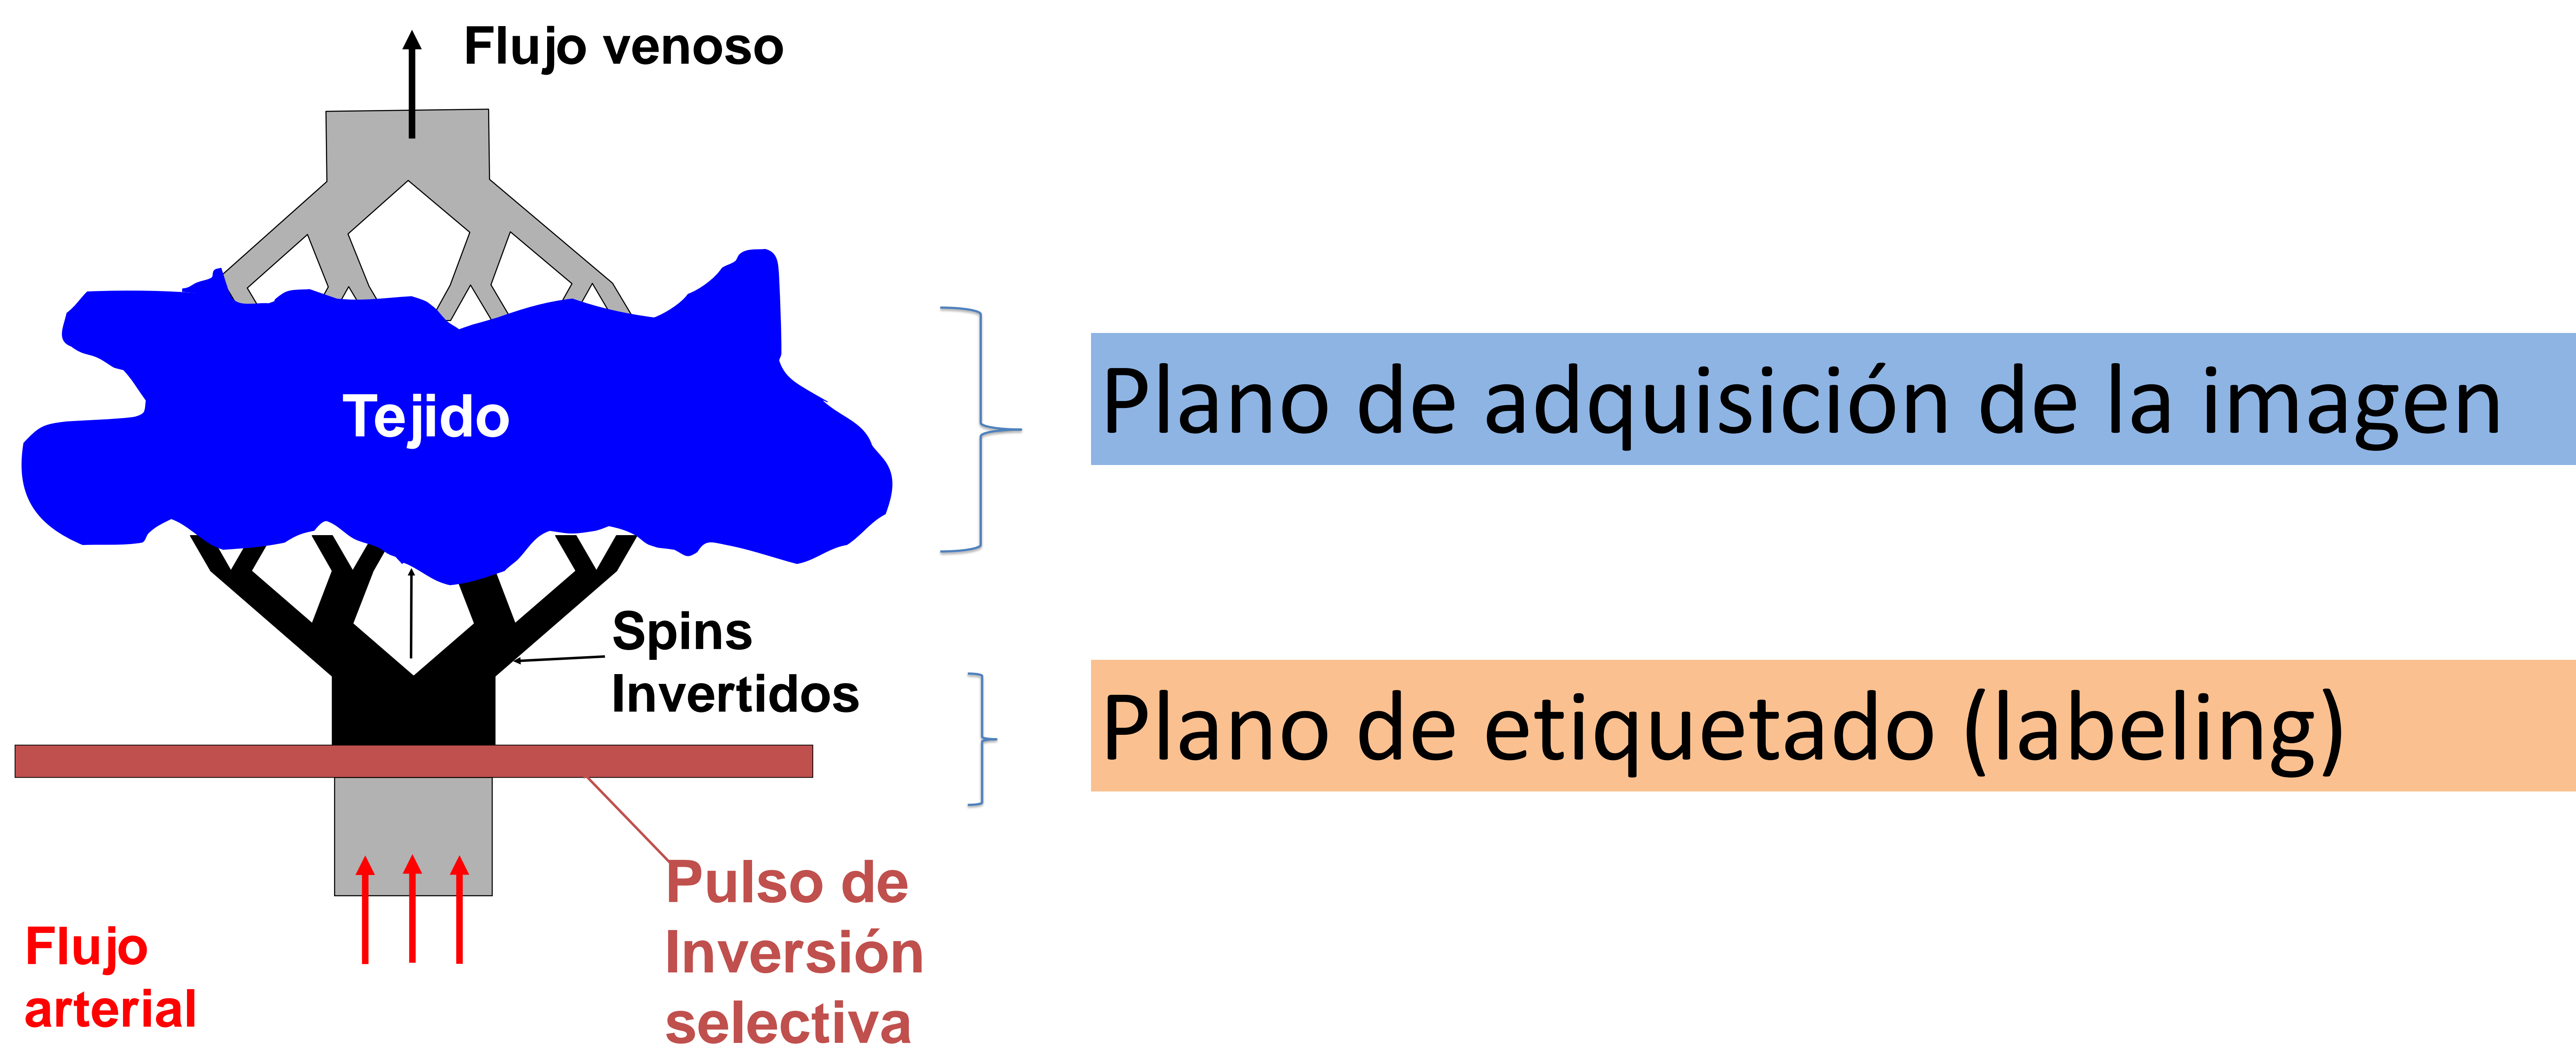 Flujo venoso
Tejido
Plano de adquisición de la imagen
Spins
Invertidos
Plano de etiquetado (labeling)
Pulso de
Inversión
selectiva
Flujo
arterial